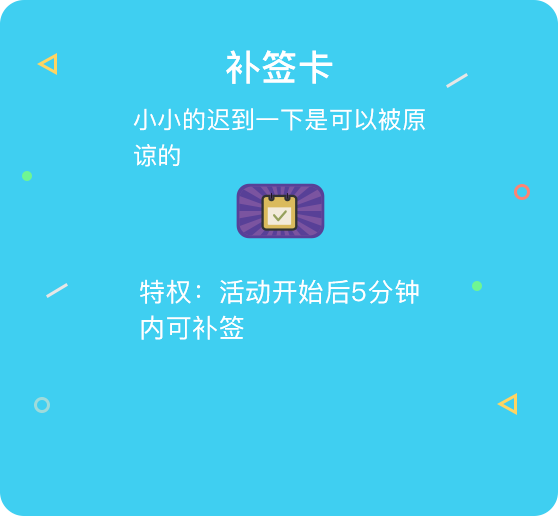 补签卡
小小的迟到一下是可以被原
谅的
特权：活动开始后5分钟
内可补签